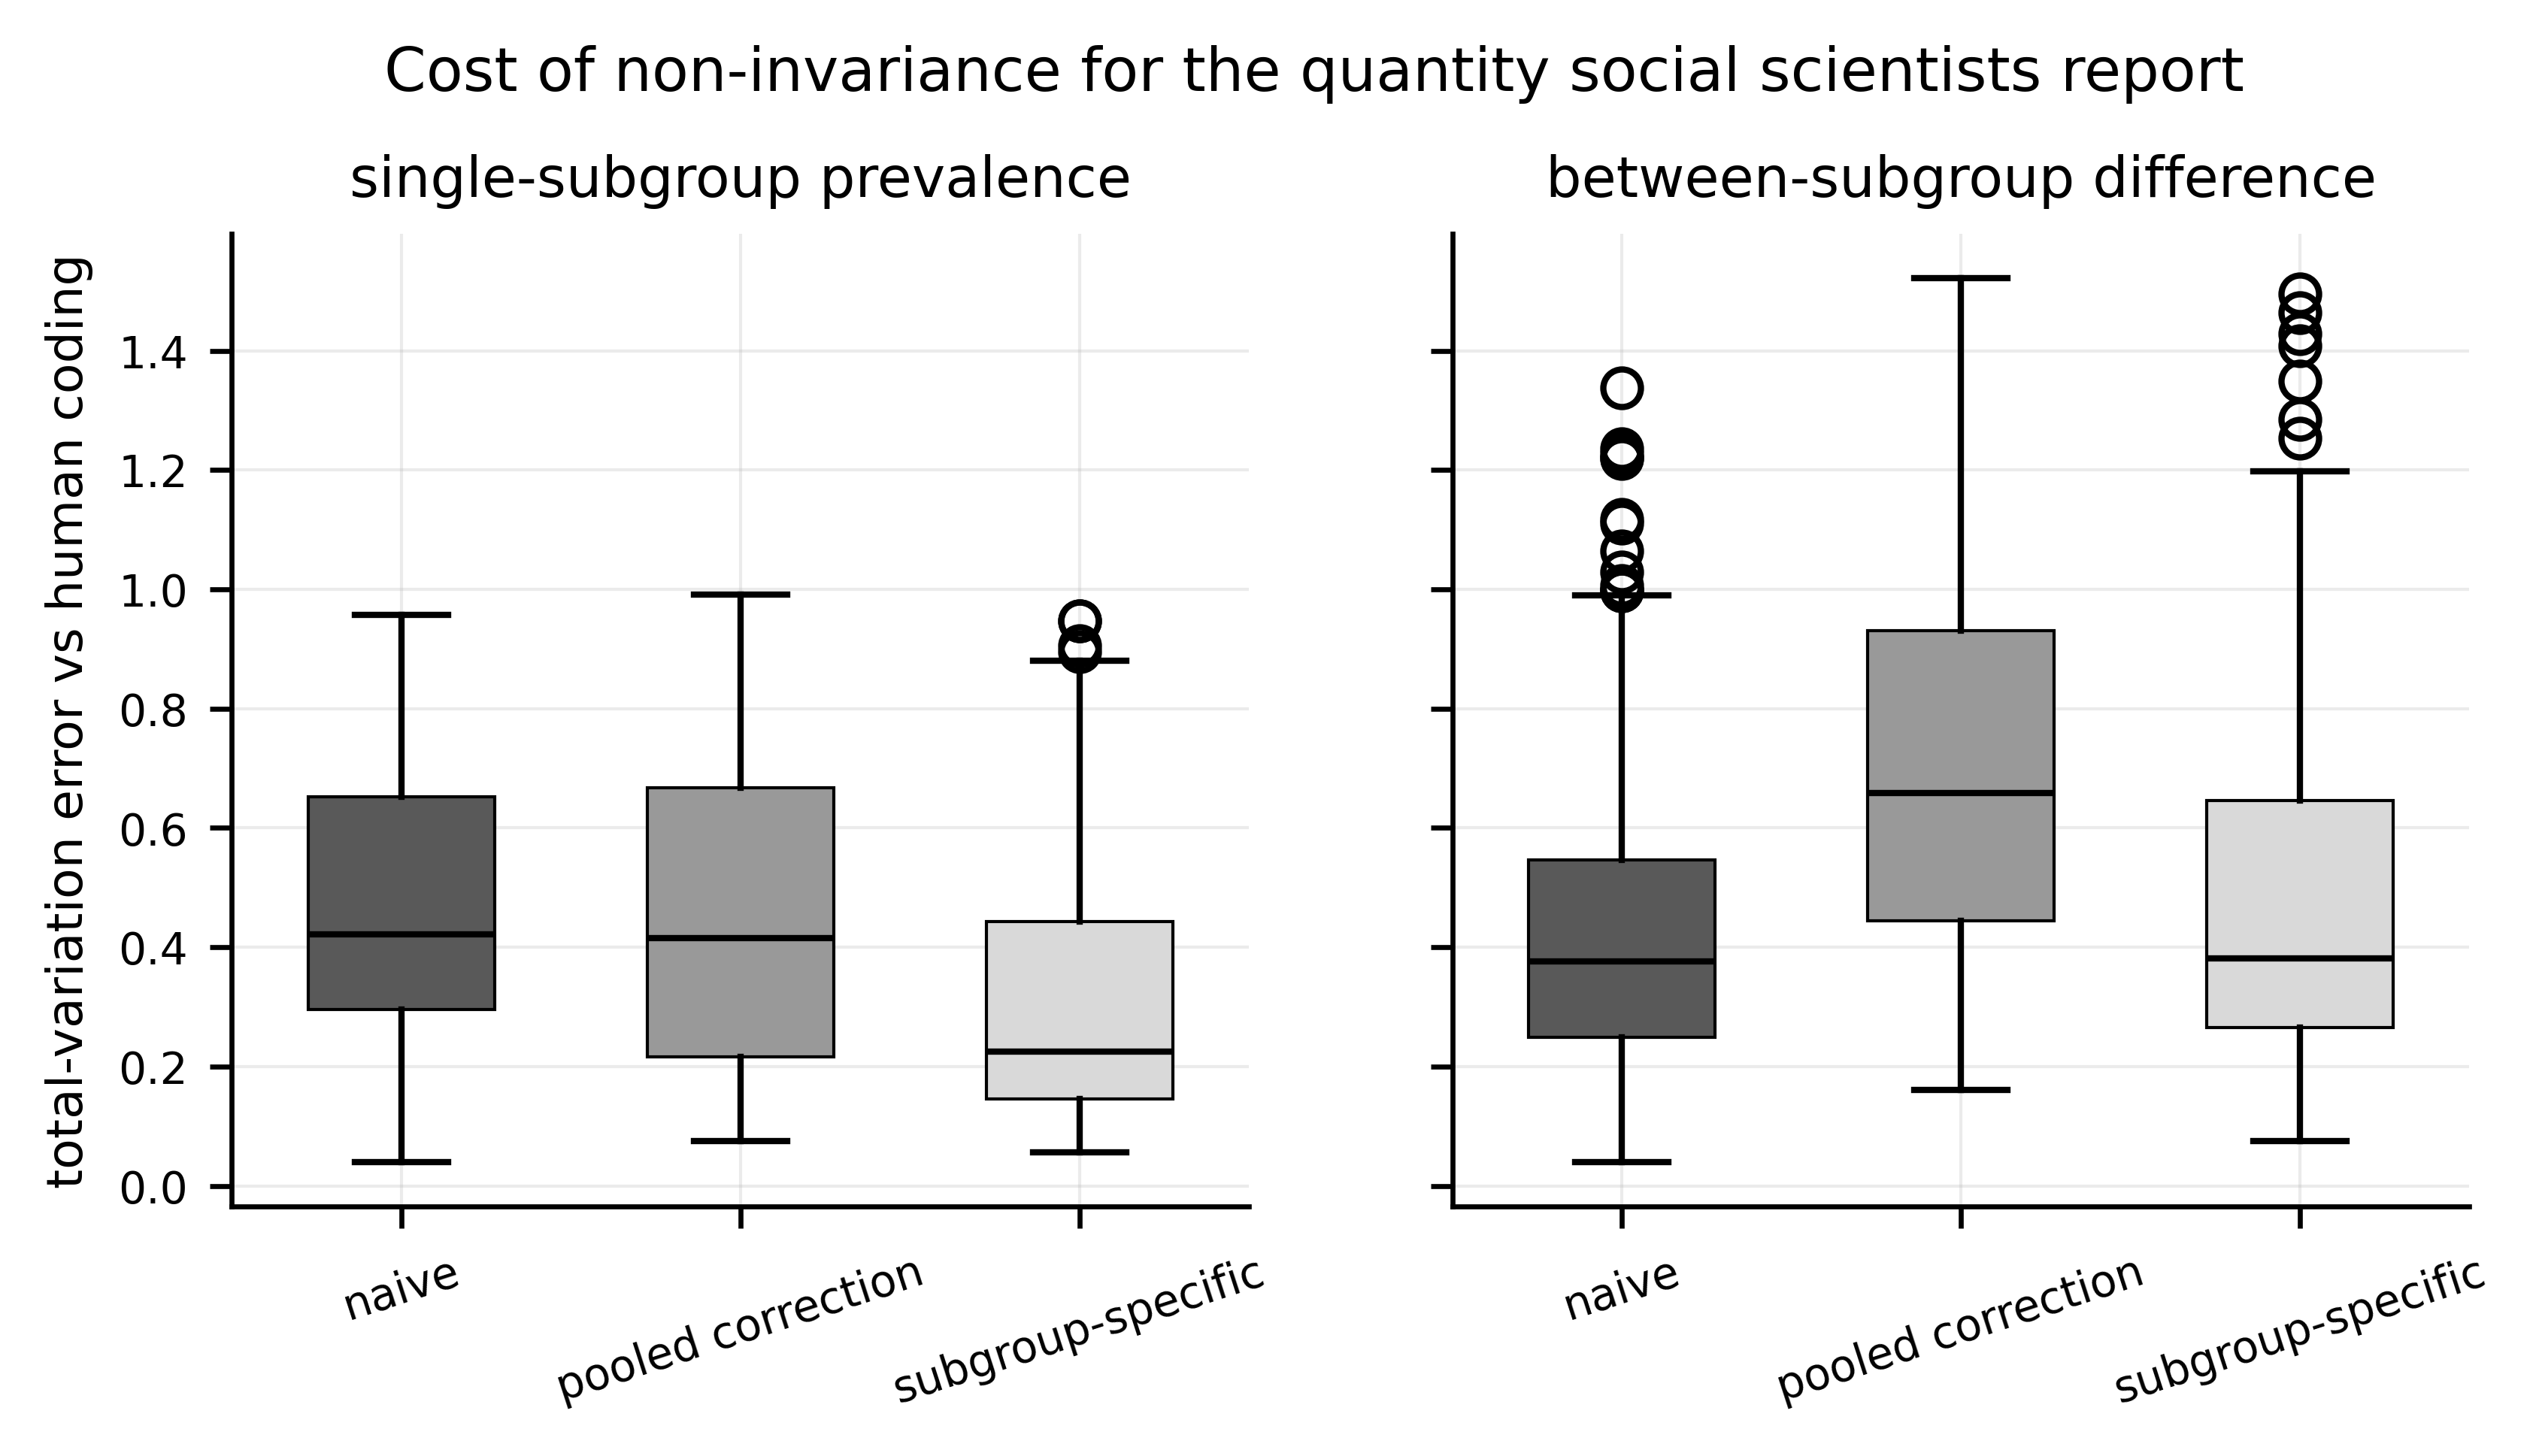 Cost of non-invariance for the quantity social scientists report
single-subgroup prevalence
between-subgroup difference
total-variation error vs human coding
1.4
1.2
1.0
0.8
0.6
0.4
0.2
0.0
naive
pooled correction
subgroup-specific
naive
pooled correction
subgroup-specific